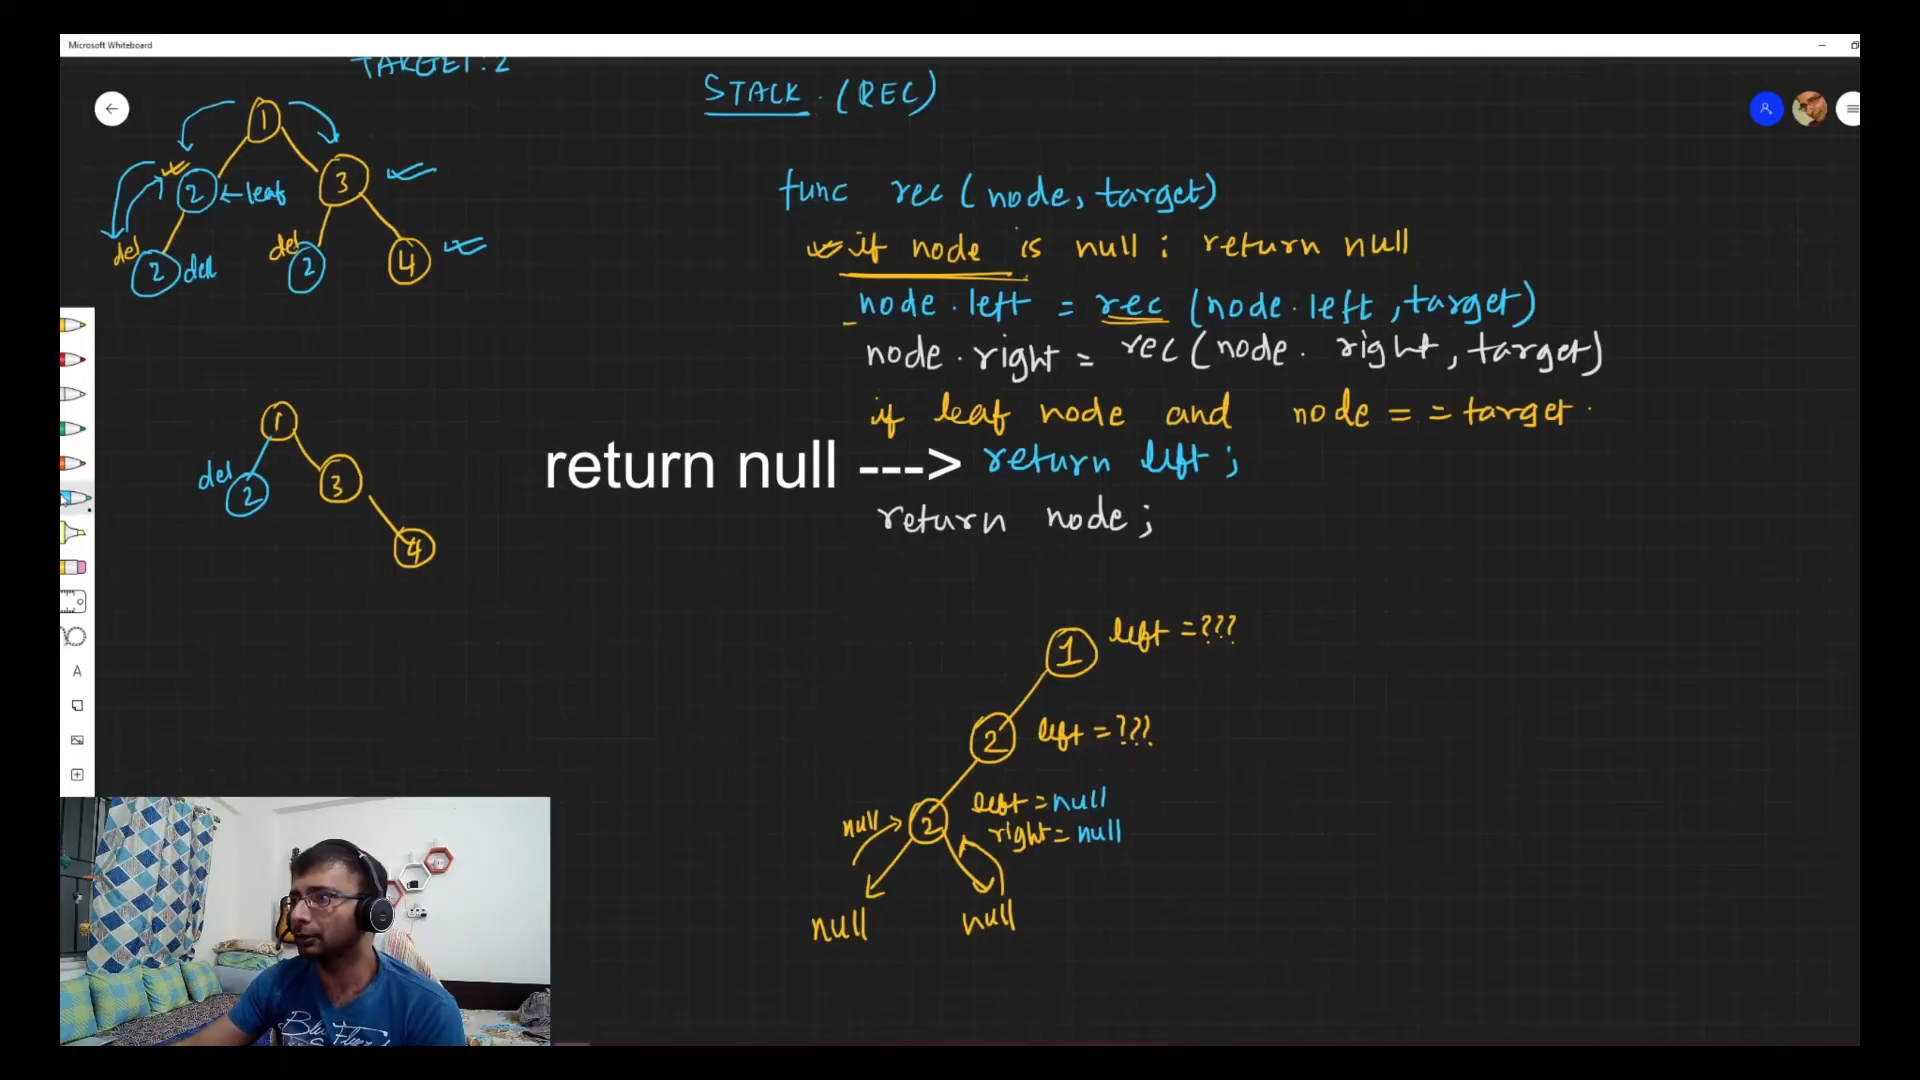 Microsoft Whiteboard
TARGET: 2
STACK. (REC)
1
2
←leaf
3
del
2
del
del
2
4
func rec (node, target)
if node is null : return null
node.left = rec (node.left, target)
node.right = rec (node.right, target)
if leaf node and node == target.
return null ---> return left;
return node;
1
del
2
3
4
1 left = ???
2 left = ???
null
2
left = null
right = null
null
null
A